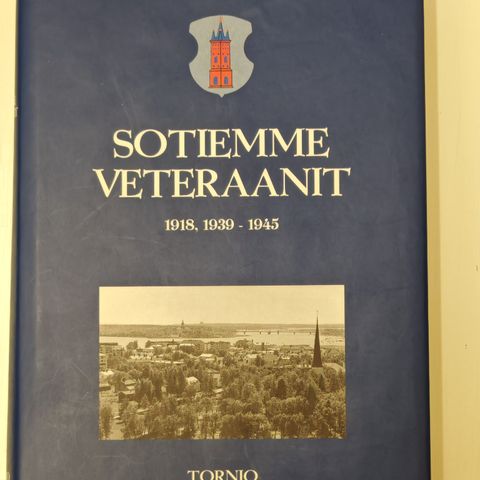 SOTIEMME
VETERAANIT
1918, 1939 - 1945
TORNIO